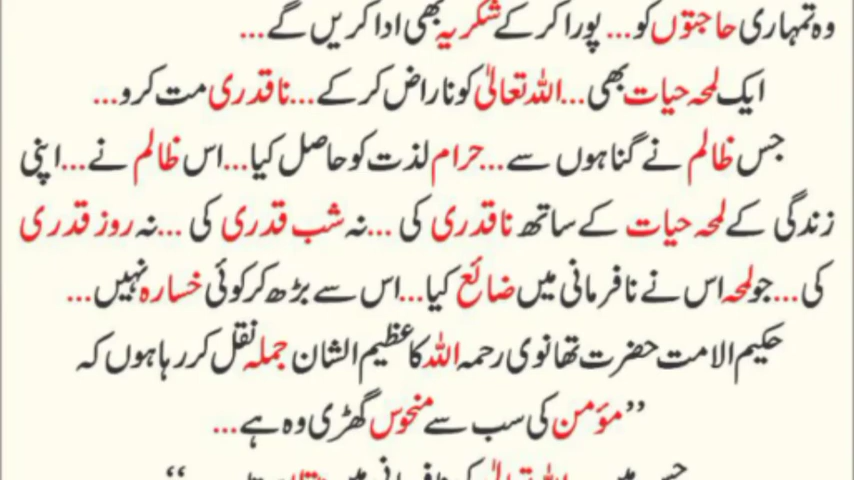 وہ تمہاری حاجتوں کو... پورا کر کے شکریہ بھی ادا کریں گے...
ایک لمحہ حیات بھی...اللہ تعالیٰ کو ناراض کر کے...ناقدری مت کرو...
جس ظالم نے گناہوں سے...حرام لذت کو حاصل کیا...اس ظالم نے...اپنی
زندگی کے لمحہ حیات کے ساتھ ناقدری کی...نہ شب قدری کی...نہ روز قدری
کی...جو لمحہ اس نے نافرمانی میں ضائع کیا...اس سے بڑھ کر کوئی خسارہ نہیں...
حکیم الامت حضرت تھانوی رحمہ اللہ کا عظیم الشان جملہ نقل کر رہا ہوں کہ
”مؤمن کی سب سے منحوس گھڑی وہ ہے...